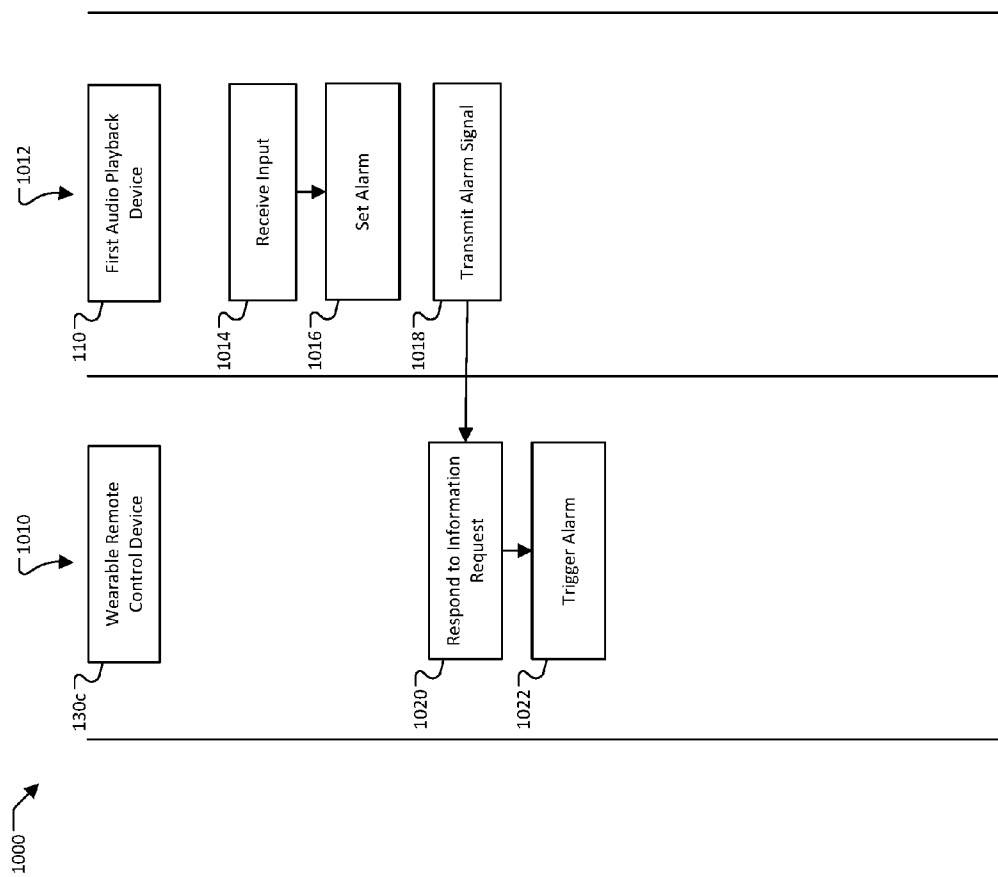 1000
1010
1012
130c
Wearable Remote
Control Device
110
First Audio Playback
Device
1014
Receive Input
1016
Set Alarm
1018
Transmit Alarm Signal
1020
Respond to Information
Request
1022
Trigger Alarm